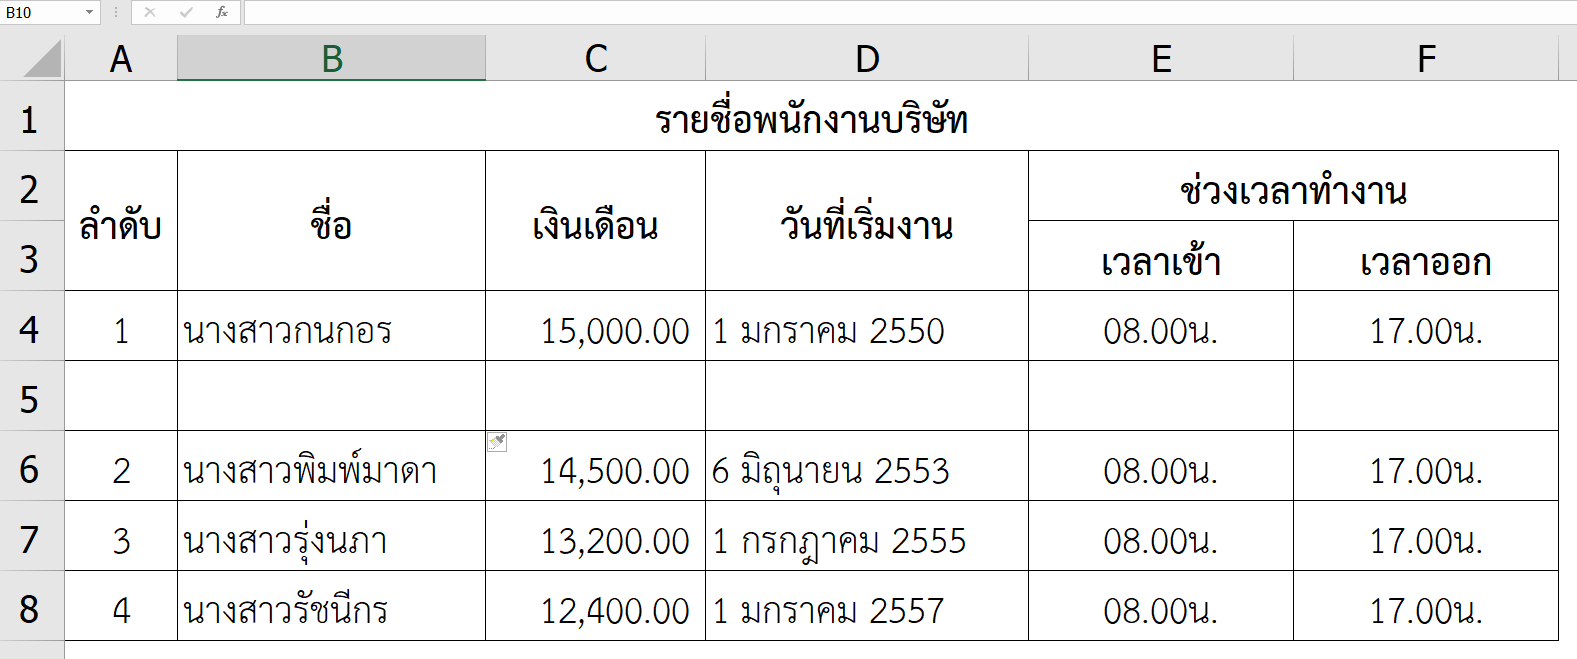 B10 fx
A B C D E F
1 รายชื่อพนักงานบริษัท
2 ลำดับ ชื่อ เงินเดือน วันที่เริ่มงาน ช่วงเวลาทำงาน
3 เวลาเข้า เวลาออก
4 1 นางสาวกนกอร 15,000.00 1 มกราคม 2550 08.00น. 17.00น.
5
6 2 นางสาวพิมพ์มาดา 14,500.00 6 มิถุนายน 2553 08.00น. 17.00น.
7 3 นางสาวรุ่งนภา 13,200.00 1 กรกฎาคม 2555 08.00น. 17.00น.
8 4 นางสาวรัชนีกร 12,400.00 1 มกราคม 2557 08.00น. 17.00น.